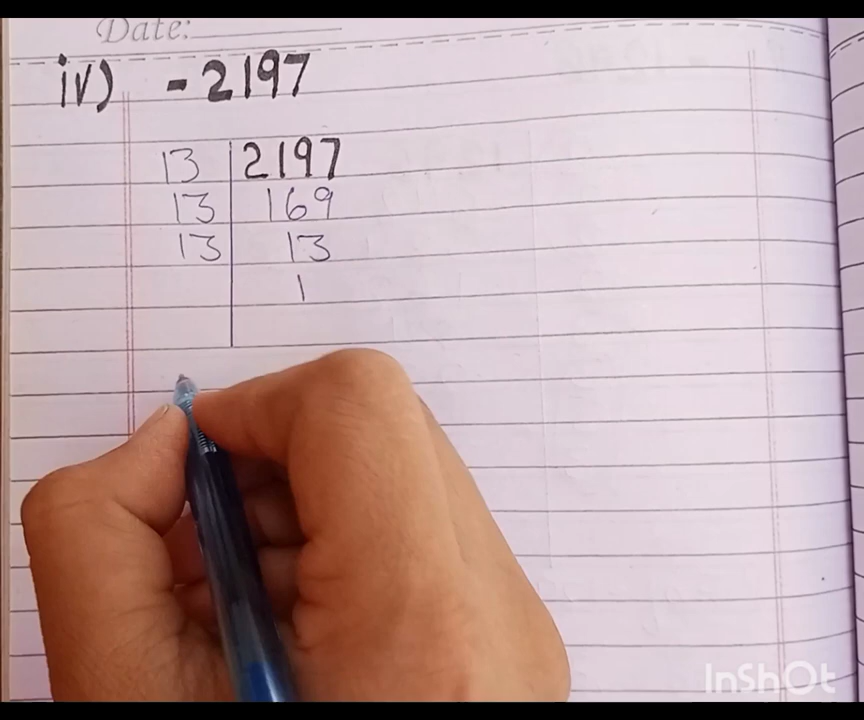 Date:
iv) -2197
13 | 2197
13 | 169
13 | 13
1
InShOt